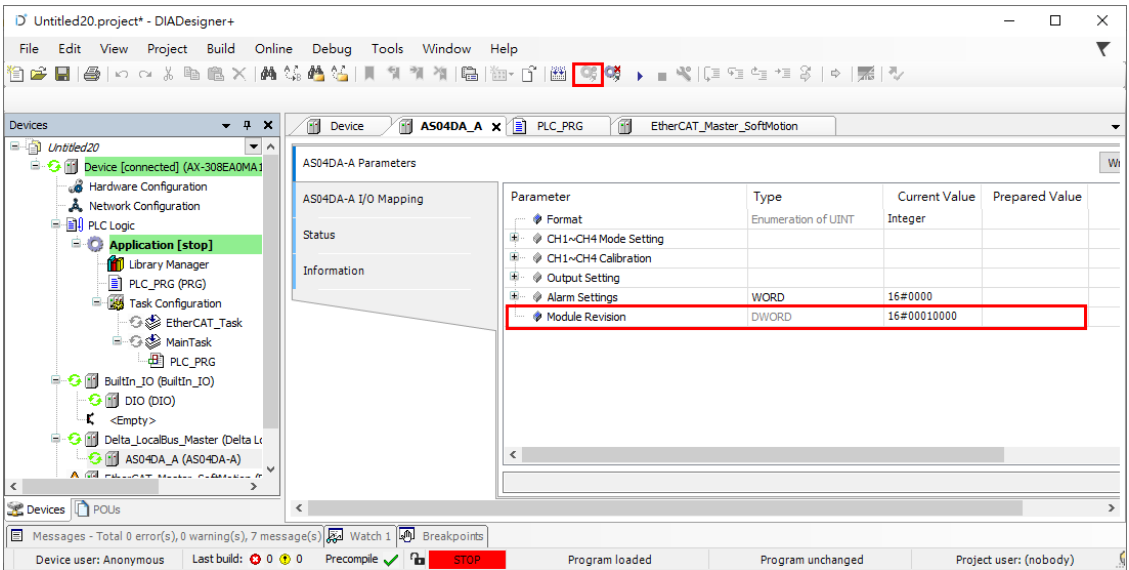 Untitled20.project* - DIADesigner+
File Edit View Project Build Online Debug Tools Window Help
Devices
Untitled20
Device [connected] (AX-308EA0MA1
Hardware Configuration
Network Configuration
PLC Logic
Application [stop]
Library Manager
PLC_PRG (PRG)
Task Configuration
EtherCAT_Task
MainTask
PLC_PRG
BuiltIn_IO (BuiltIn_IO)
DIO (DIO)
<Empty>
Delta_LocalBus_Master (Delta Lo
AS04DA_A (AS04DA-A)
Devices POUs
Device AS04DA_A PLC_PRG EtherCAT_Master_SoftMotion
AS04DA-A Parameters
AS04DA-A I/O Mapping
Status
Information
Parameter Type Current Value Prepared Value
Format Enumeration of UINT Integer
CH1~CH4 Mode Setting
CH1~CH4 Calibration
Output Setting
Alarm Settings WORD 16#0000
Module Revision DWORD 16#00010000
Messages - Total 0 error(s), 0 warning(s), 7 message(s) Watch 1 Breakpoints
Device user: Anonymous Last build: 0 0 Precompile STOP Program loaded Program unchanged Project user: (nobody)